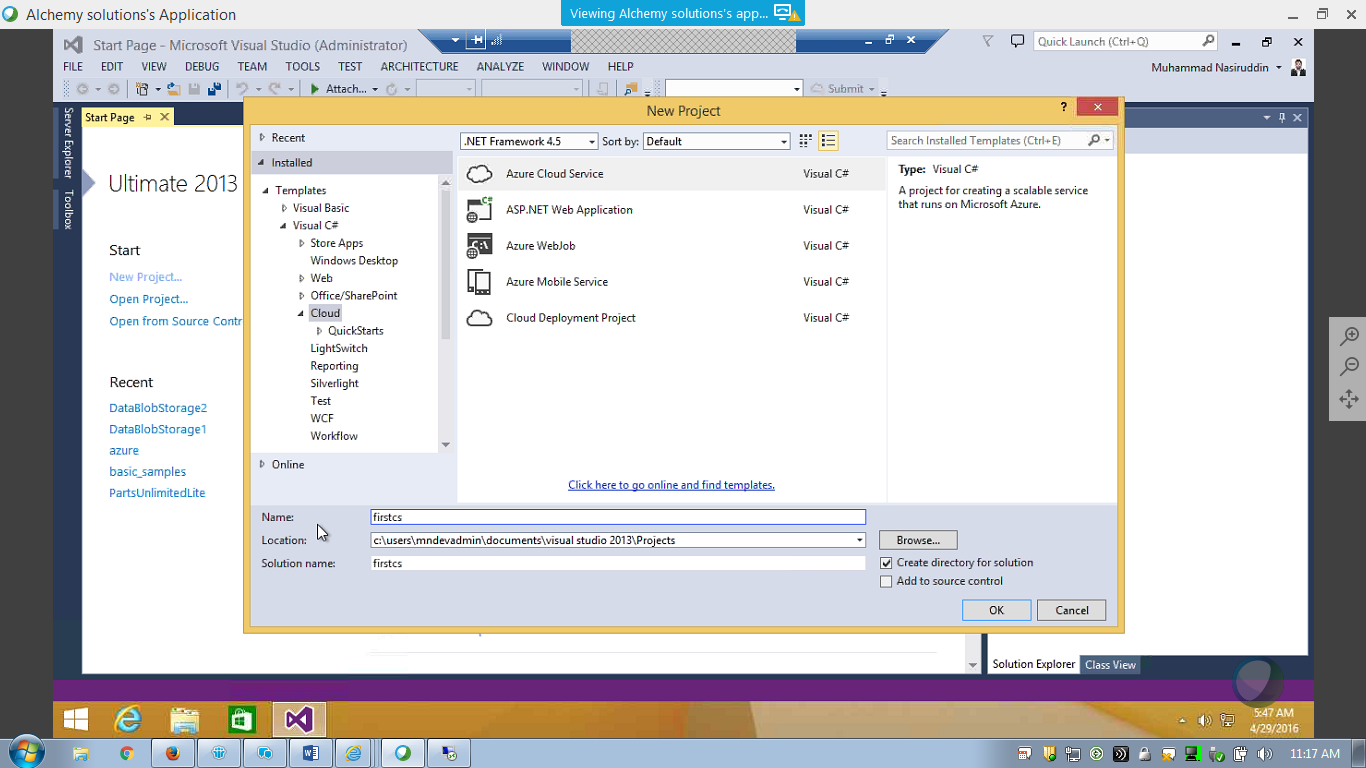 Alchemy solutions's Application
Viewing Alchemy solutions's app...
Start Page - Microsoft Visual Studio (Administrator)
Quick Launch (Ctrl+Q)
FILE EDIT VIEW DEBUG TEAM TOOLS TEST ARCHITECTURE ANALYZE WINDOW HELP
Muhammad Nasiruddin
Attach...
Submit
Server Explorer
Toolbox
Start Page
Ultimate 2013
Start
New Project...
Open Project...
Open from Source Contr
Recent
DataBlobStorage2
DataBlobStorage1
azure
basic_samples
PartsUnlimitedLite
New Project
?
Recent
Installed
Templates
Visual Basic
Visual C#
Store Apps
Windows Desktop
Web
Office/SharePoint
Cloud
QuickStarts
LightSwitch
Reporting
Silverlight
Test
WCF
Workflow
Online
.NET Framework 4.5 Sort by: Default
Search Installed Templates (Ctrl+E)
Azure Cloud Service Visual C#
ASP.NET Web Application Visual C#
Azure WebJob Visual C#
Azure Mobile Service Visual C#
Cloud Deployment Project Visual C#
Click here to go online and find templates.
Type: Visual C#
A project for creating a scalable service
that runs on Microsoft Azure.
Name: firstcs
Location: c:\users\mndevadmin\documents\visual studio 2013\Projects
Browse...
Solution name: firstcs
Create directory for solution
Add to source control
OK Cancel
Solution Explorer Class View
5:47 AM
4/29/2016
11:17 AM